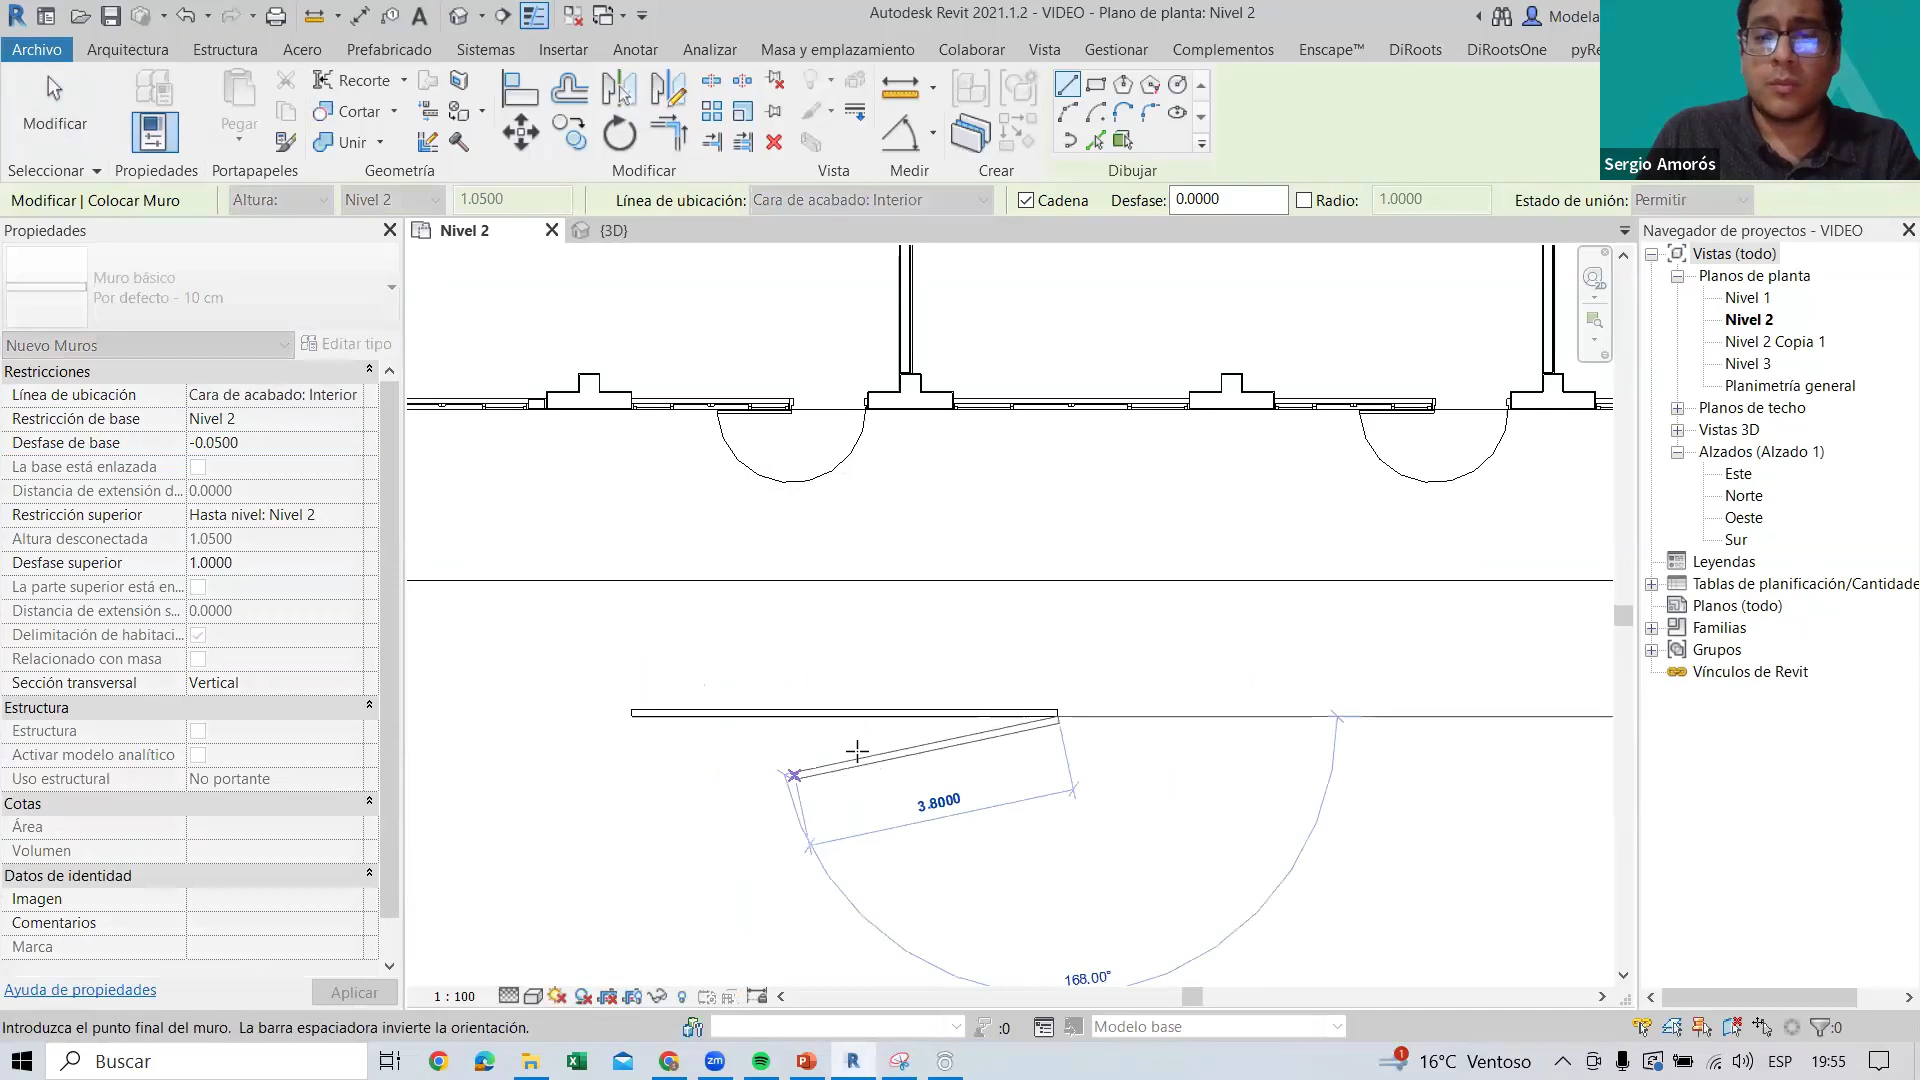 Autodesk Revit 2021.1.2 - VIDEO - Plano de planta: Nivel 2
Modela
Archivo Arquitectura Estructura Acero Prefabricado Sistemas Insertar Anotar Analizar Masa y emplazamiento Colaborar Vista Gestionar Complementos Enscape™ DiRoots DiRootsOne pyRe
Modificar
Pegar
Recorte
Cortar
Unir
Seleccionar Propiedades Portapapeles Geometría Modificar Vista Medir Crear Dibujar
Sergio Amorós
Modificar | Colocar Muro Altura: Nivel 2 1.0500 Línea de ubicación: Cara de acabado: Interior Cadena Desfase: 0.0000 Radio: 1.0000 Estado de unión: Permitir
Propiedades
Muro básico
Por defecto - 10 cm
Nuevo Muros Editar tipo
Restricciones
Línea de ubicación Cara de acabado: Interior
Restricción de base Nivel 2
Desfase de base -0.0500
La base está enlazada
Distancia de extensión d... 0.0000
Restricción superior Hasta nivel: Nivel 2
Altura desconectada 1.0500
Desfase superior 1.0000
La parte superior está en...
Distancia de extensión s... 0.0000
Delimitación de habitaci...
Relacionado con masa
Sección transversal Vertical
Estructura
Estructura
Activar modelo analítico
Uso estructural No portante
Cotas
Área
Volumen
Datos de identidad
Imagen
Comentarios
Marca
Ayuda de propiedades Aplicar
Nivel 2 {3D}
2D
3.8000
168.00°
1 : 100
Navegador de proyectos - VIDEO
Vistas (todo)
Planos de planta
Nivel 1
Nivel 2
Nivel 2 Copia 1
Nivel 3
Planimetría general
Planos de techo
Vistas 3D
Alzados (Alzado 1)
Este
Norte
Oeste
Sur
Leyendas
Tablas de planificación/Cantidade
Planos (todo)
Familias
Grupos
Vínculos de Revit
Introduzca el punto final del muro. La barra espaciadora invierte la orientación. :0 Modelo base :0
Buscar
zm
1
16°C Ventoso ESP 19:55